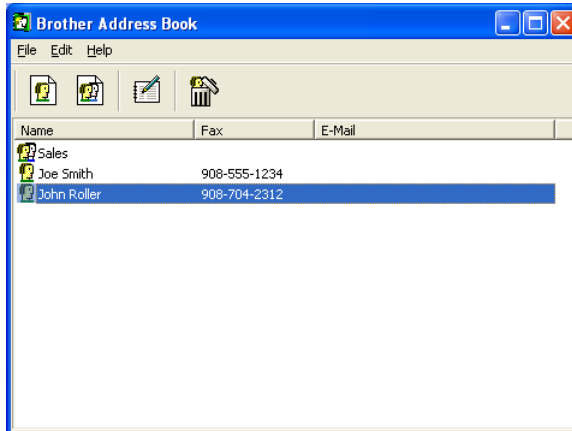 Brother Address Book
File Edit Help
Name Fax E-Mail
Sales
Joe Smith 908-555-1234
John Roller 908-704-2312